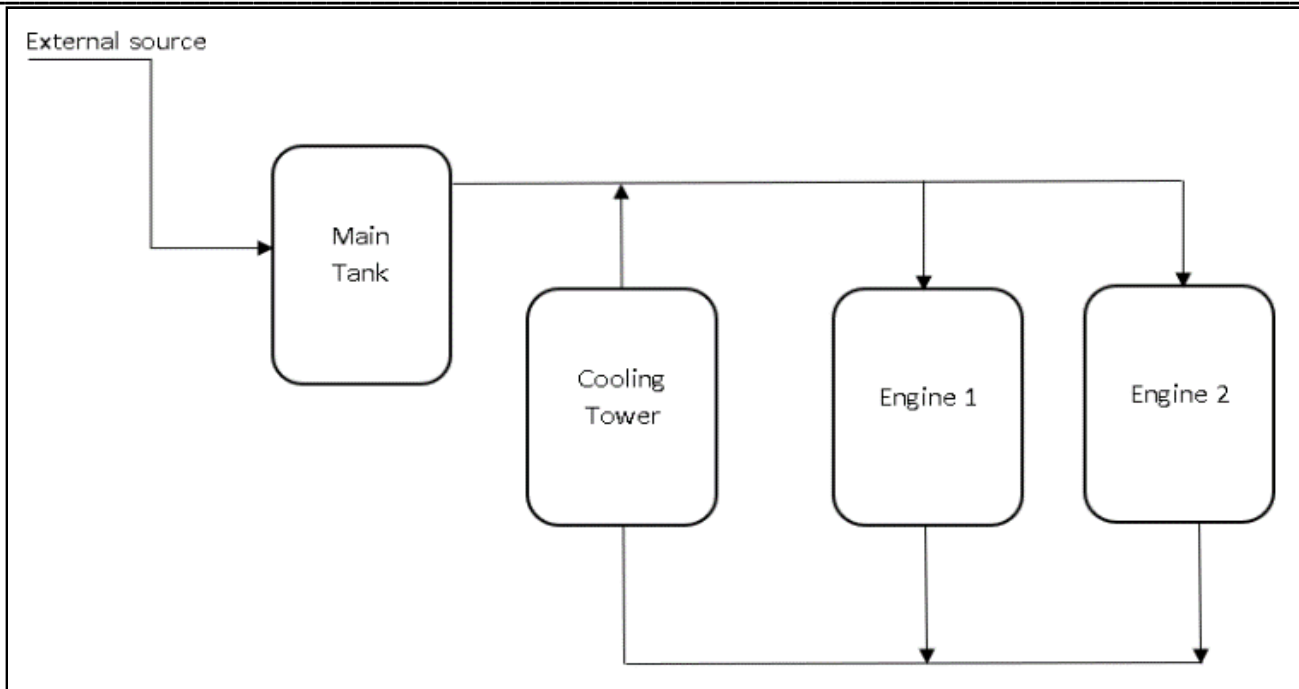 External source
Main
Tank
Cooling
Tower
Engine 1
Engine 2